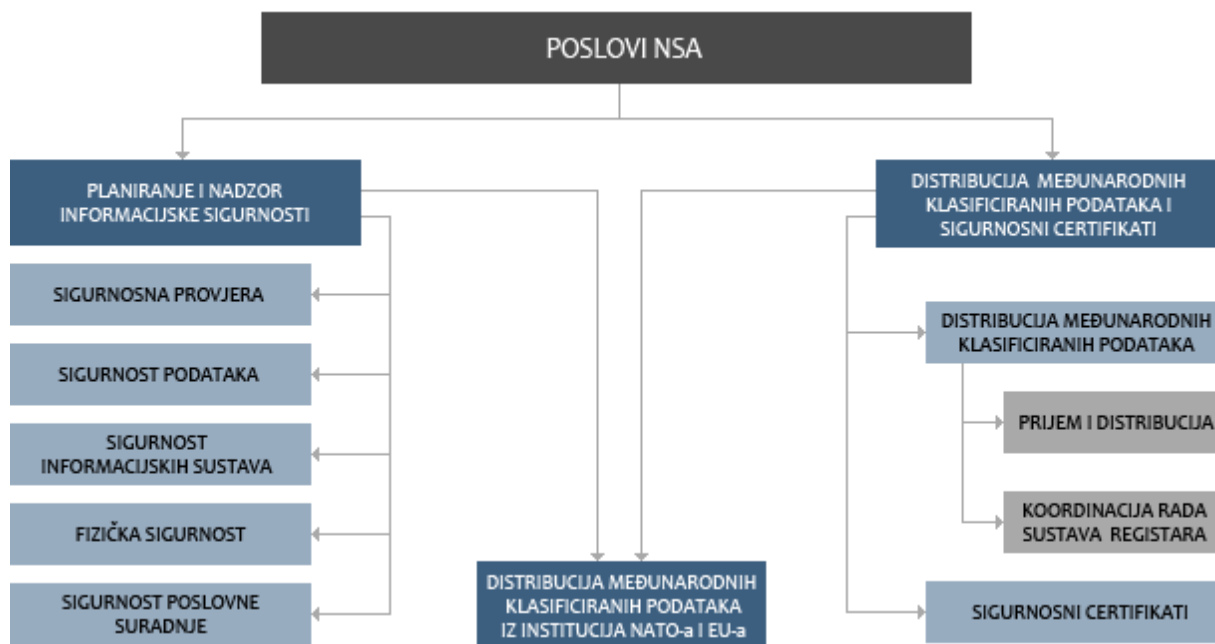 POSLOVI NSA
PLANIRANJE I NADZOR
INFORMACIJSKE SIGURNOSTI
DISTRIBUCIJA MEĐUNARODNIH
KLASIFICIRANIH PODATAKA I
SIGURNOSNI CERTIFIKATI
SIGURNOSNA PROVJERA
SIGURNOST PODATAKA
SIGURNOST
INFORMACIJSKIH SUSTAVA
FIZIČKA SIGURNOST
SIGURNOST POSLOVNE
SURADNJE
DISTRIBUCIJA MEĐUNARODNIH
KLASIFICIRANIH PODATAKA
IZ INSTITUCIJA NATO-a I EU-a
DISTRIBUCIJA MEĐUNARODNIH
KLASIFICIRANIH PODATAKA
PRIJEM I DISTRIBUCIJA
KOORDINACIJA RADA
SUSTAVA REGISTARA
SIGURNOSNI CERTIFIKATI